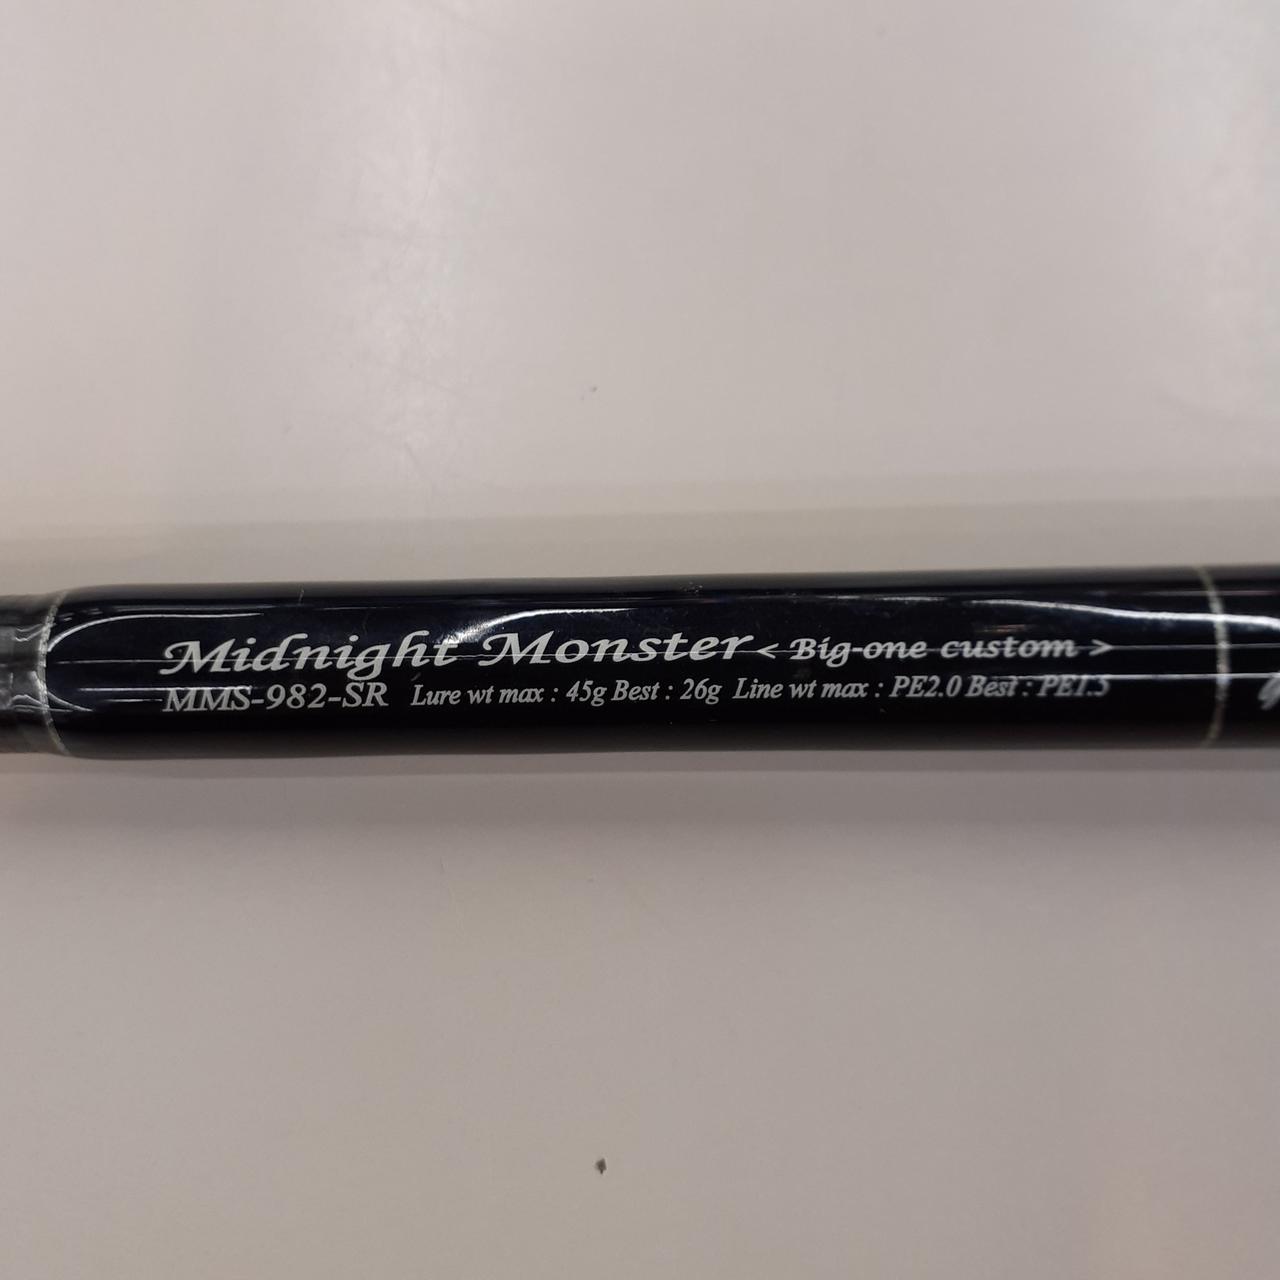 Midnight Monster < Big-one custom >
MMS-982-SR Lure wt max : 45g Best : 26g Line wt max : PE2.0 Best : PE1.5